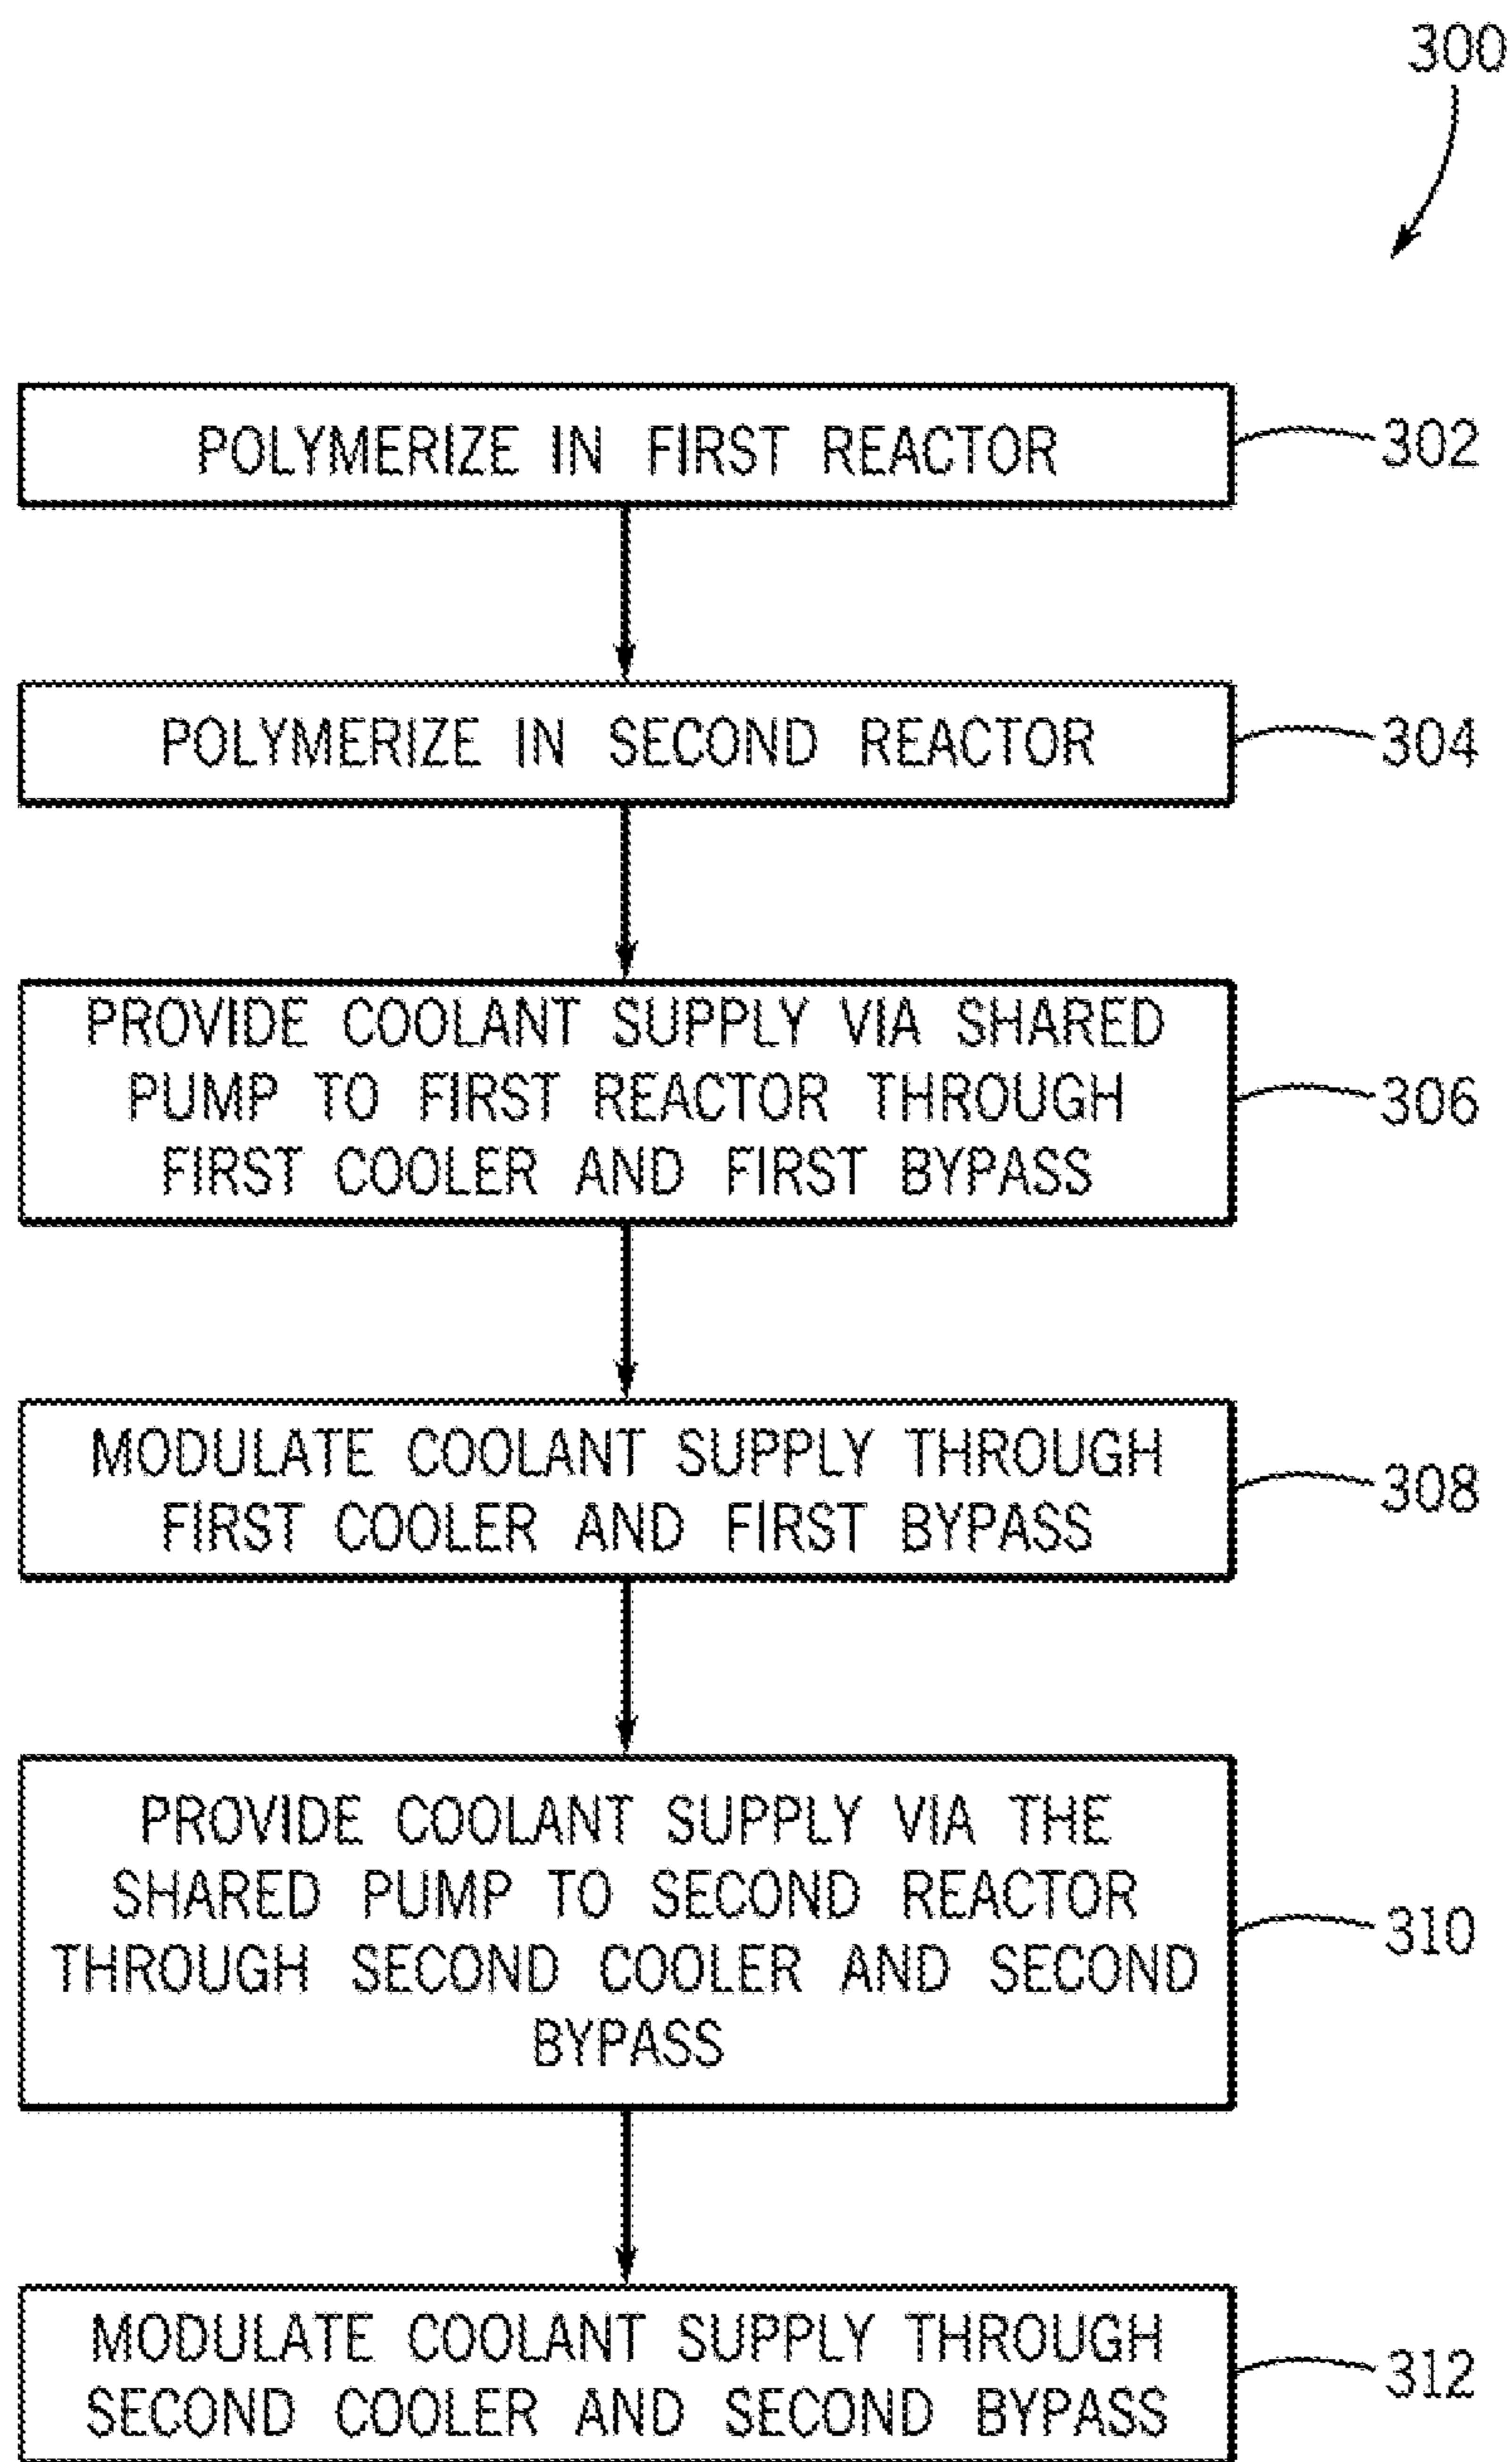 300
POLYMERIZE IN FIRST REACTOR
302
POLYMERIZE IN SECOND REACTOR
304
PROVIDE COOLANT SUPPLY VIA SHARED
PUMP TO FIRST REACTOR THROUGH
FIRST COOLER AND FIRST BYPASS
306
MODULATE COOLANT SUPPLY THROUGH
FIRST COOLER AND FIRST BYPASS
308
PROVIDE COOLANT SUPPLY VIA THE
SHARED PUMP TO SECOND REACTOR
THROUGH SECOND COOLER AND SECOND
BYPASS
310
MODULATE COOLANT SUPPLY THROUGH
SECOND COOLER AND SECOND BYPASS
312